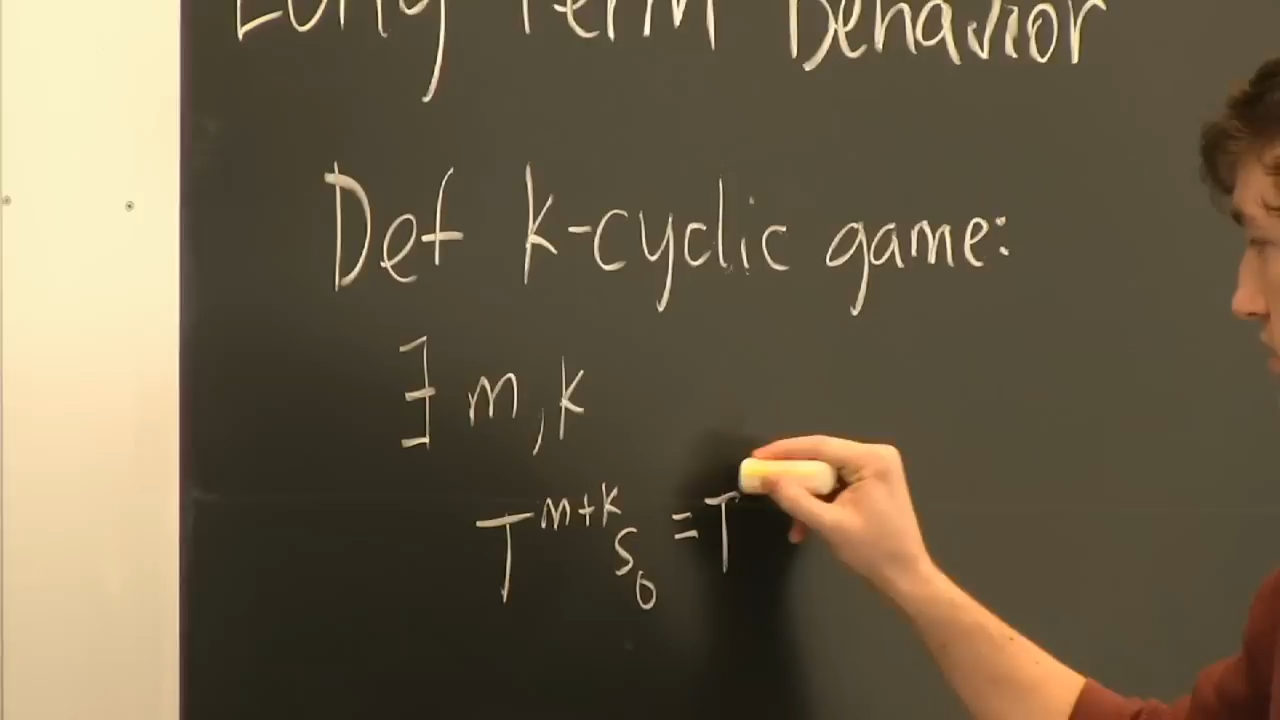 Long Term Behavior
Def k-cyclic game:
∃ m, k
T^{m+k} s_0 = T